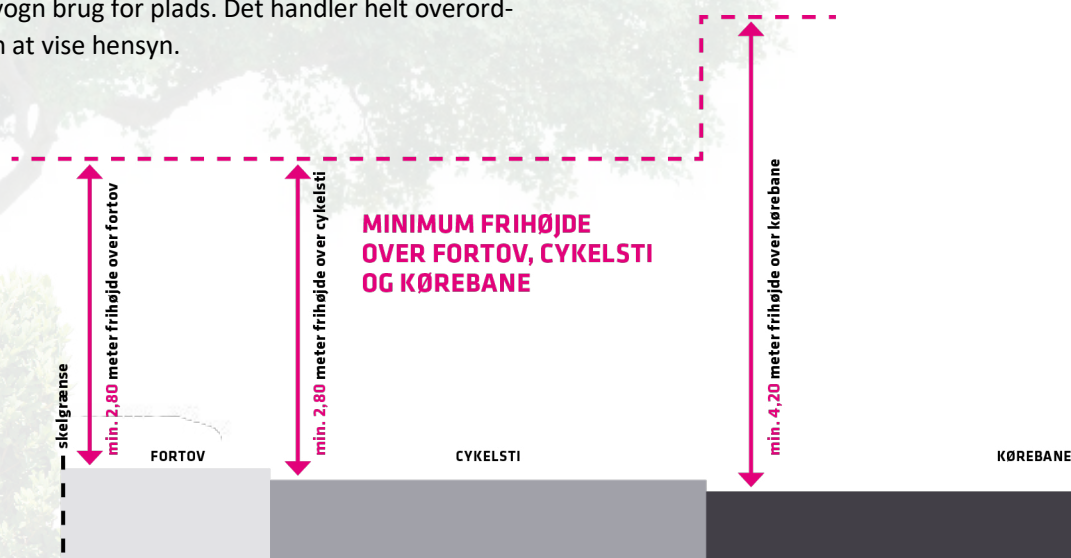 vogn brug for plads. Det handler helt overord-
at vise hensyn.
min. 2,80 meter frihøjde over fortov
min. 2,80 meter frihøjde over cykelsti
MINIMUM FRIHØJDE
OVER FORTOV, CYKELSTI
OG KØREBANE
min. 4,20 meter frihøjde over kørebane
skelgrænse
FORTOV
CYKELSTI
KØREBANE